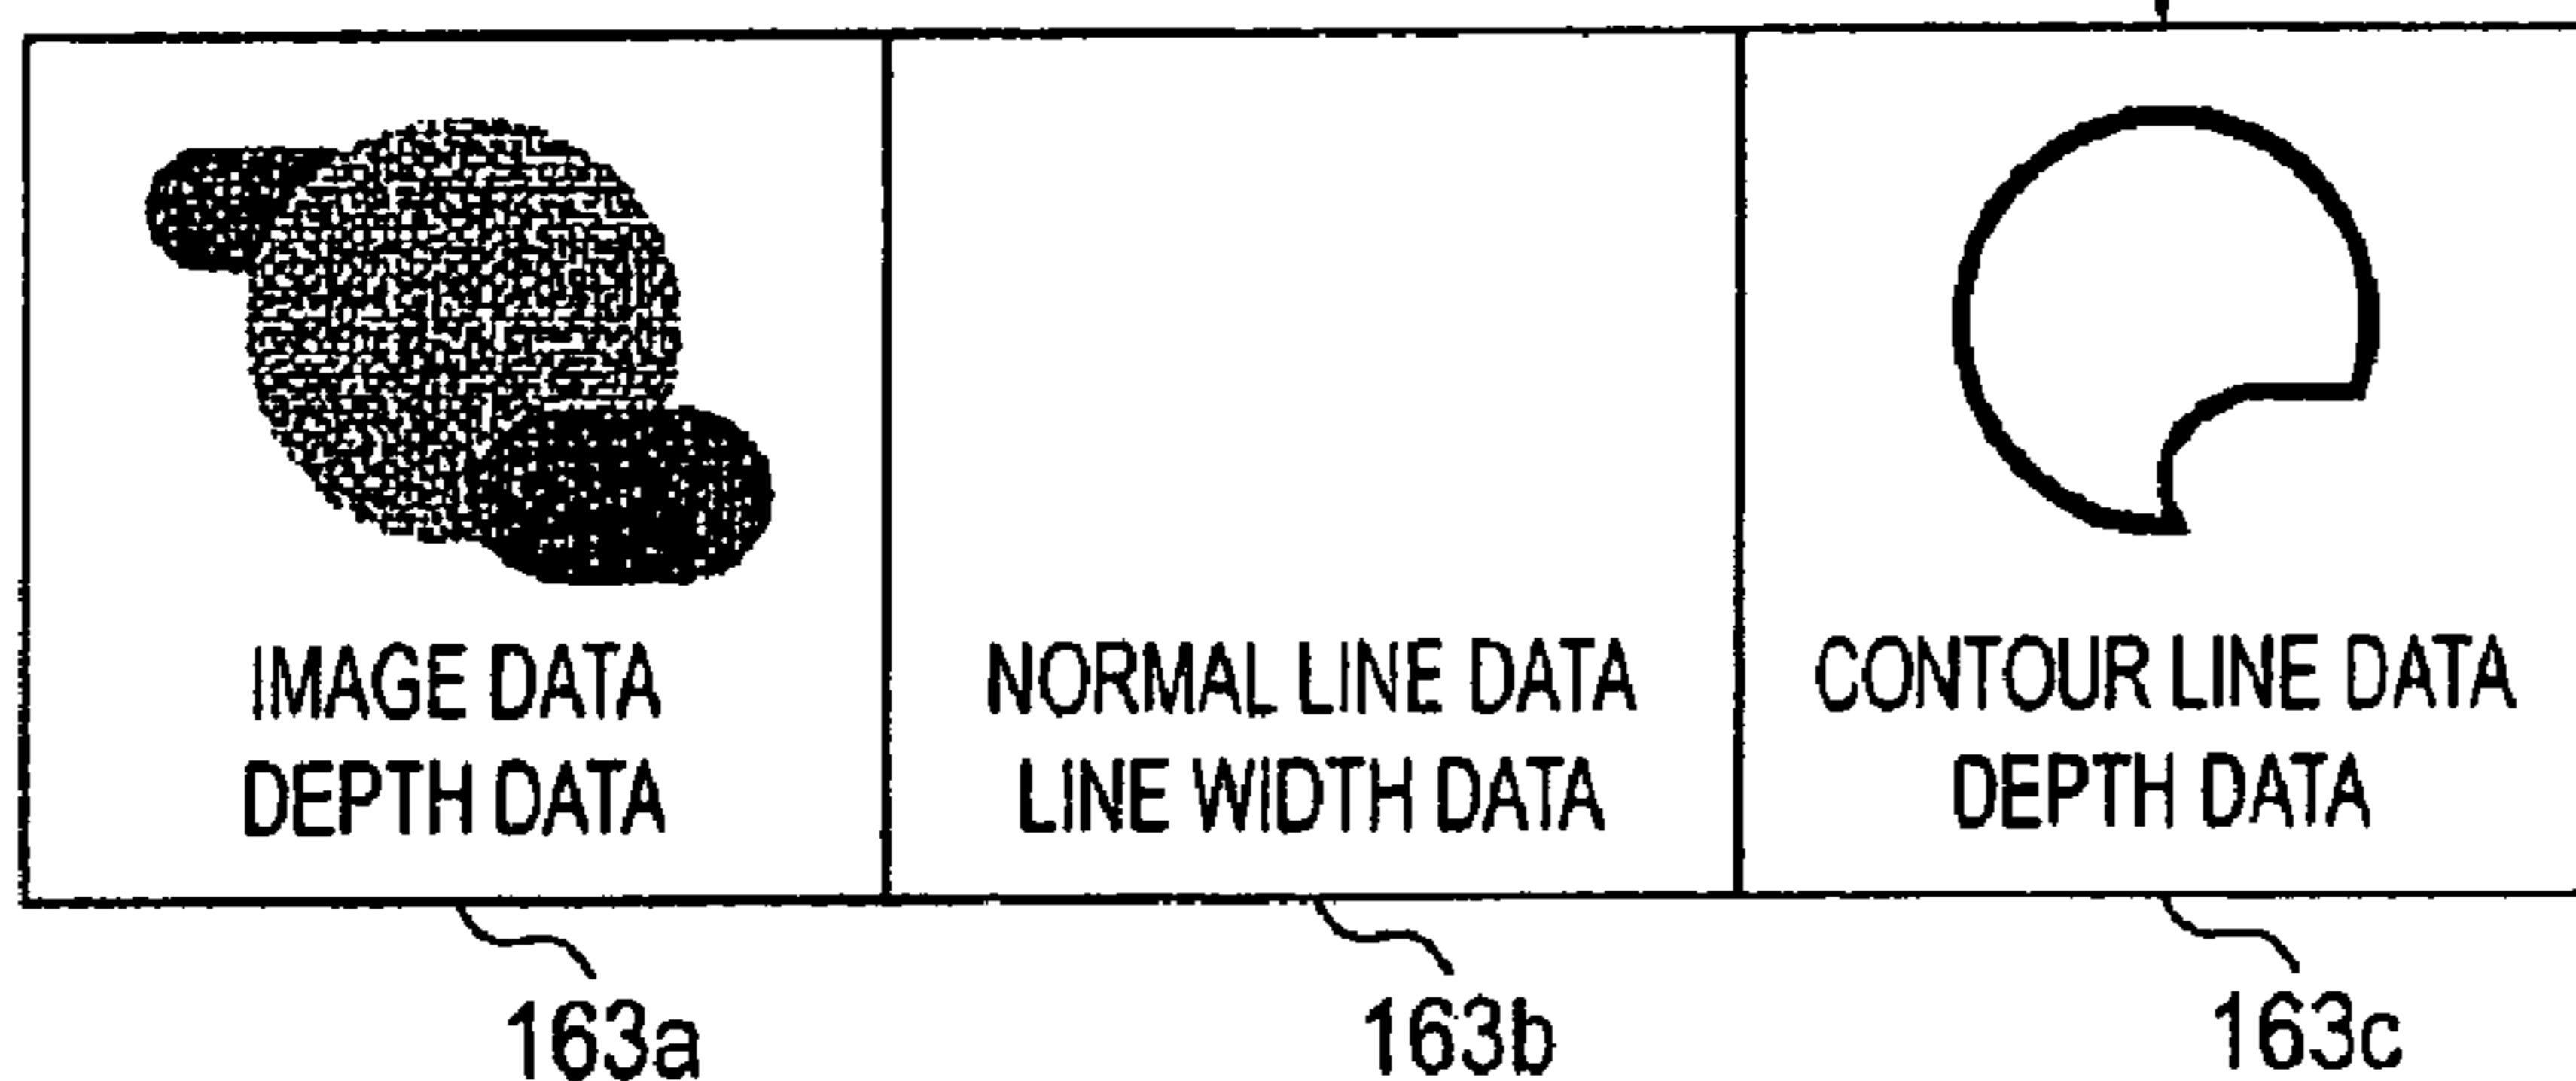 IMAGE DATA
DEPTH DATA
NORMAL LINE DATA
LINE WIDTH DATA
CONTOUR LINE DATA
DEPTH DATA
163a
163b
163c